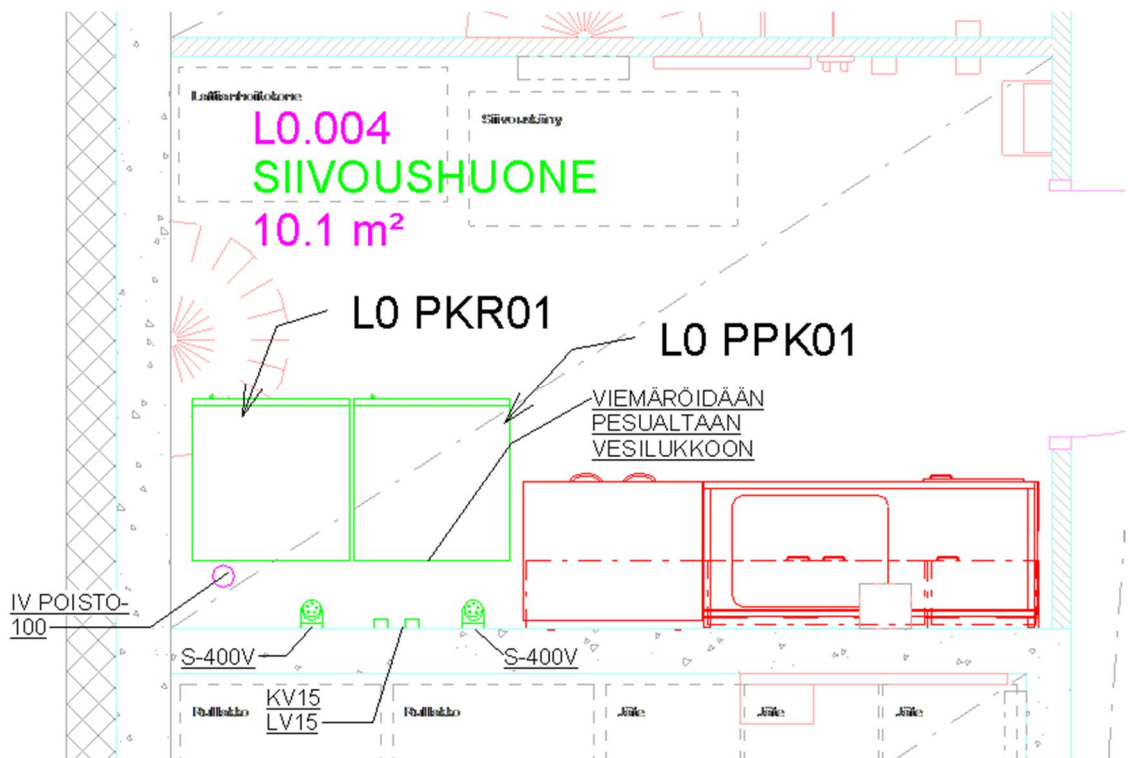 Lattianhoitokone
Siivouskärry
L0.004
SIIVOUSHUONE
10.1 m²
L0 PKR01
L0 PPK01
VIEMÄRÖIDÄÄN
PESUALTAAN
VESILUKKOON
IV POISTO-
100
S-400V
S-400V
KV15
LV15
Rullakko
Rullakko
Jäte
Jäte
Jäte